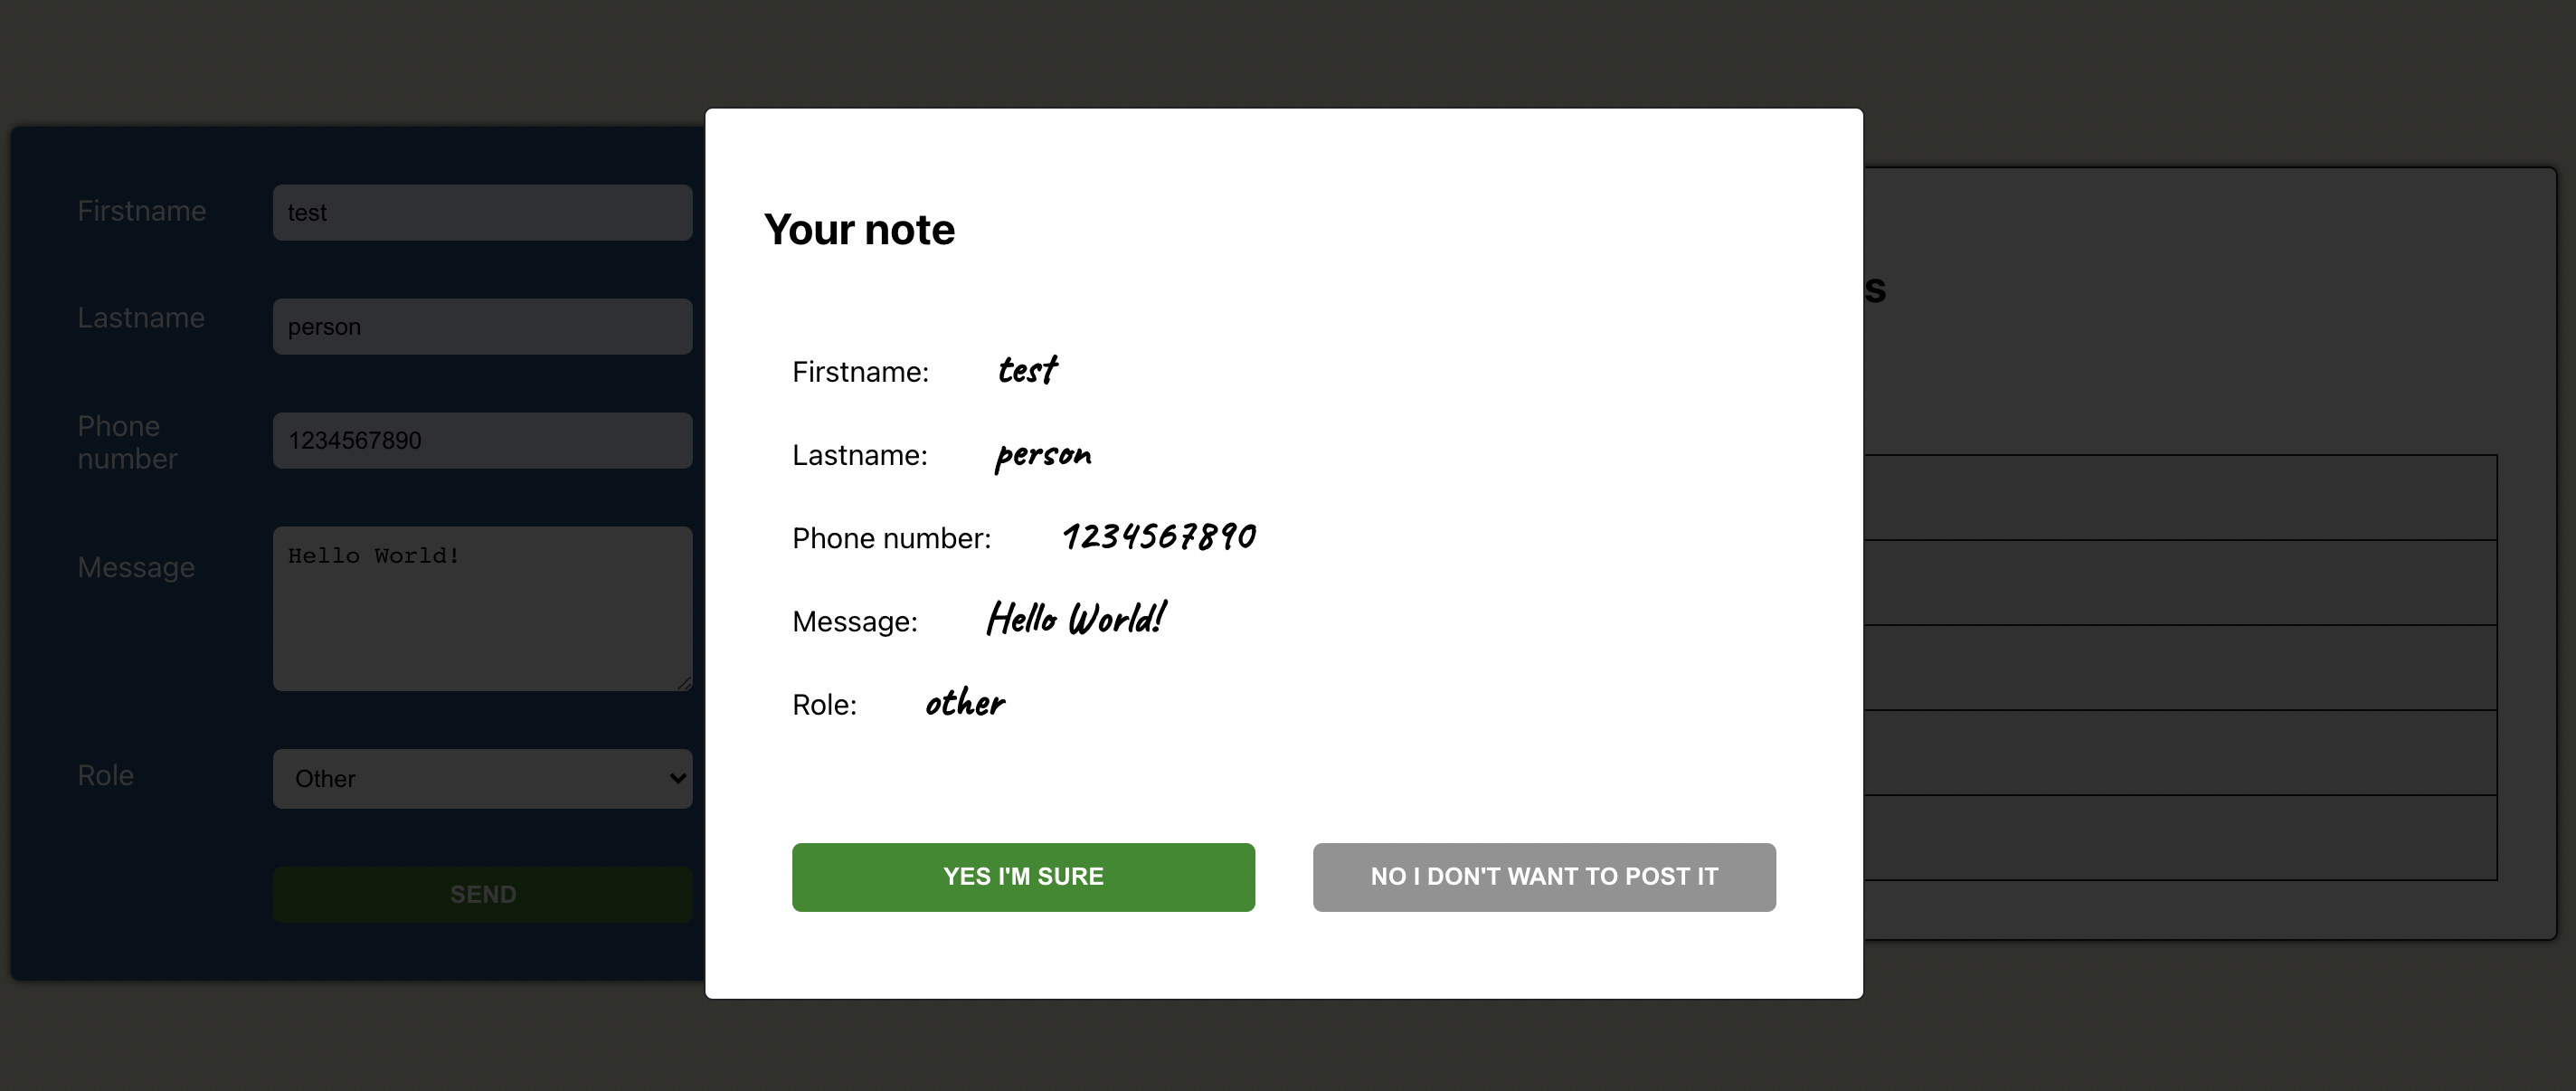 Firstname
test
Lastname
person
Phone
number
1234567890
Message
Hello World!
Role
Other
SEND
Your note
Firstname: test
Lastname: person
Phone number: 1234567890
Message: Hello World!
Role: other
YES I'M SURE
NO I DON'T WANT TO POST IT